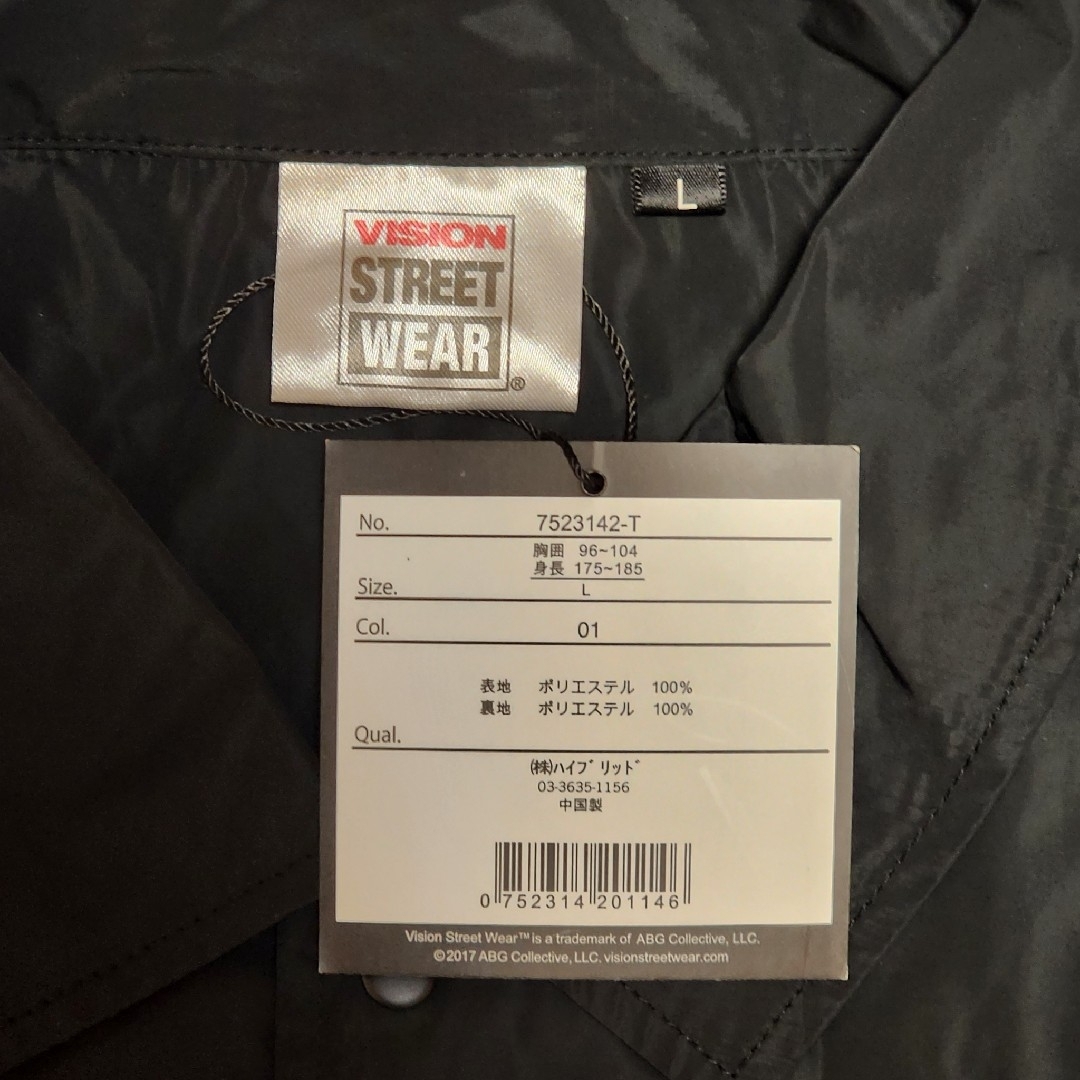 VISION
STREET
WEAR
®
L
No. 7523142-T
胸囲 96~104
身長 175~185
Size. L
Col. 01
表地 ポリエステル 100%
裏地 ポリエステル 100%
Qual.
㈱ハイブリッド
03-3635-1156
中国製
0 752314 201146
Vision Street Wear™ is a trademark of ABG Collective, LLC.
©2017 ABG Collective, LLC. visionstreetwear.com